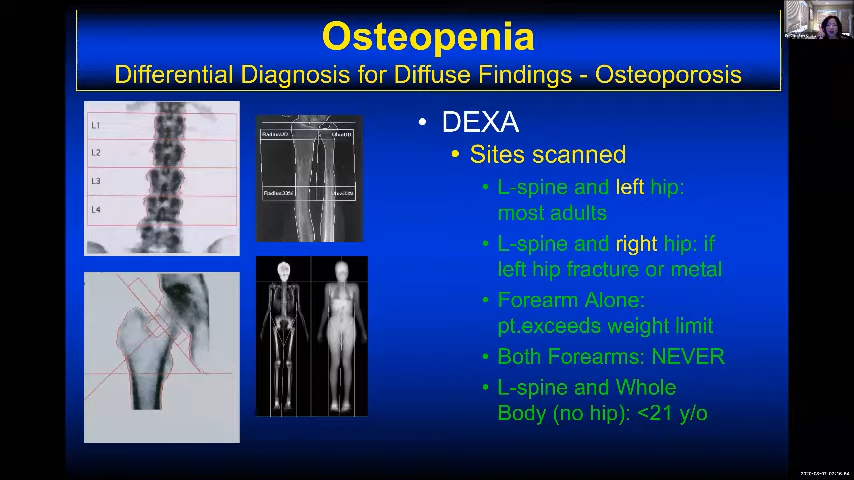 Osteopenia
Differential Diagnosis for Diffuse Findings - Osteoporosis
L1
L2
L3
L4
• DEXA
• Sites scanned
• L-spine and left hip:
most adults
• L-spine and right hip: if
left hip fracture or metal
• Forearm Alone:
pt.exceeds weight limit
• Both Forearms: NEVER
• L-spine and Whole
Body (no hip): <21 y/o